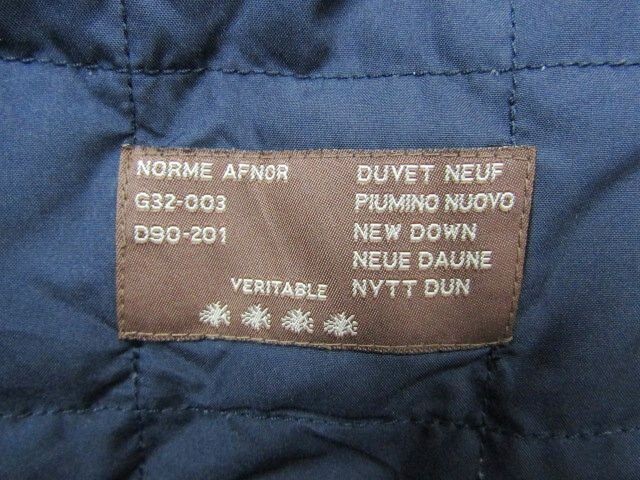 NORME AFNOR
G32-003
D90-201
DUVET NEUF
PIUMINO NUOVO
NEW DOWN
NEUE DAUNE
NYTT DUN
VERITABLE